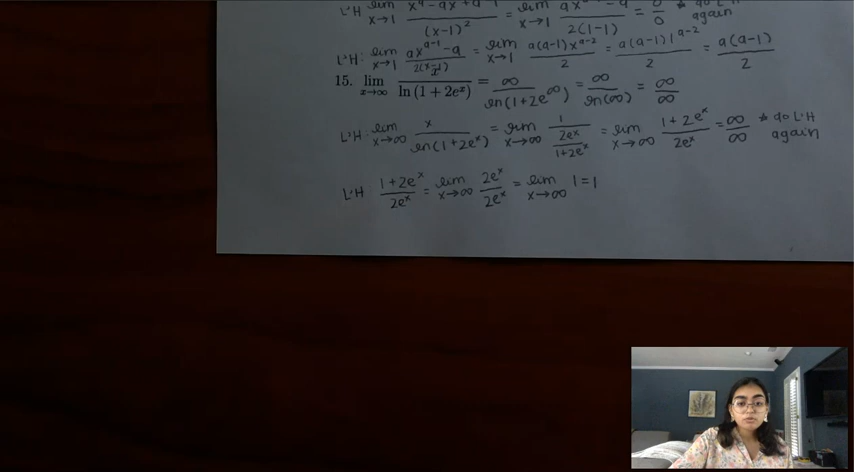 L'H lim x→1 x^a - ax + a - 1 / (x-1)^2 = lim x→1 / 2(1-1) = 0/0 * do L'H again
L'H: lim x→1 ax^(a-1) - a / 2(x-1) = lim x→1 a(a-1)x^(a-2) / 2 = a(a-1)1^(a-2) / 2 = a(a-1) / 2
15. lim x→∞ x / ln(1 + 2e^x) = ∞ / ln(1+2e^∞) = ∞ / ln(∞) = ∞/∞
L'H: lim x→∞ x / ln(1+2e^x) = lim x→∞ 1 / (2e^x / 1+2e^x) = lim x→∞ 1+2e^x / 2e^x = ∞/∞ * do L'H again
L'H 1+2e^x / 2e^x = lim x→∞ 2e^x / 2e^x = lim x→∞ 1 = 1